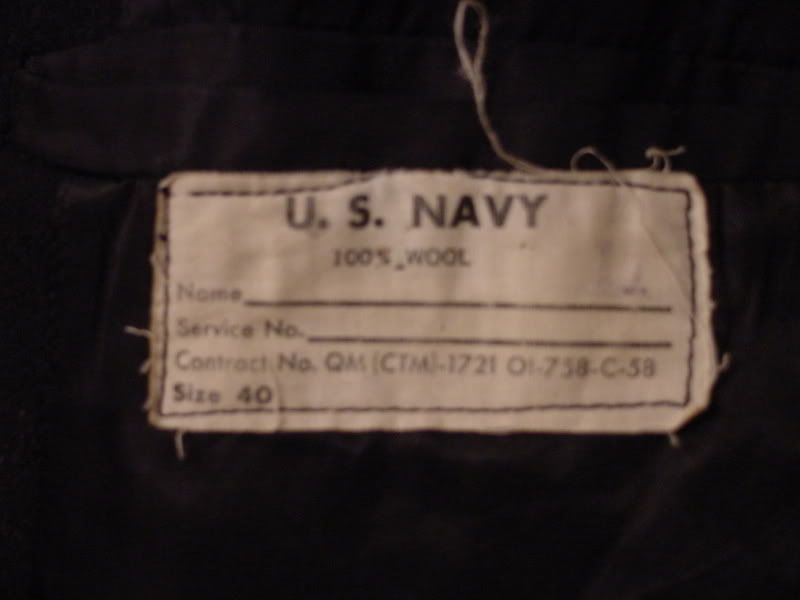 U. S. NAVY
100% WOOL
Name
Service No.
Contract No. QM (CTM)-1721 OI-758-C-58
Size 40